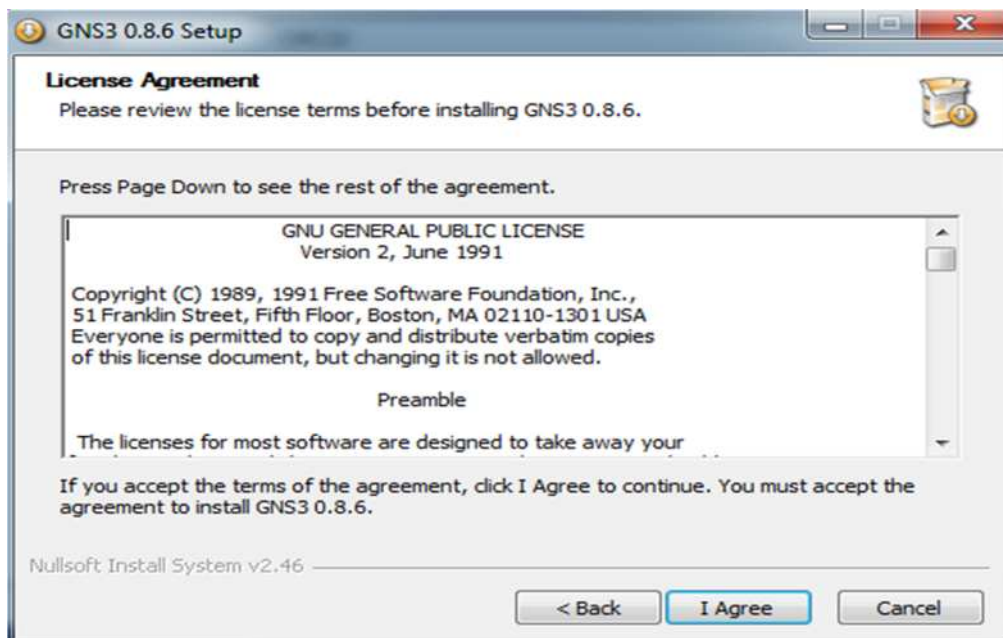 GNS3 0.8.6 Setup
License Agreement
Please review the license terms before installing GNS3 0.8.6.
Press Page Down to see the rest of the agreement.
GNU GENERAL PUBLIC LICENSE
Version 2, June 1991
Copyright (C) 1989, 1991 Free Software Foundation, Inc.,
51 Franklin Street, Fifth Floor, Boston, MA 02110-1301 USA
Everyone is permitted to copy and distribute verbatim copies
of this license document, but changing it is not allowed.
Preamble
The licenses for most software are designed to take away your
If you accept the terms of the agreement, click I Agree to continue. You must accept the
agreement to install GNS3 0.8.6.
Nullsoft Install System v2.46
< Back
I Agree
Cancel